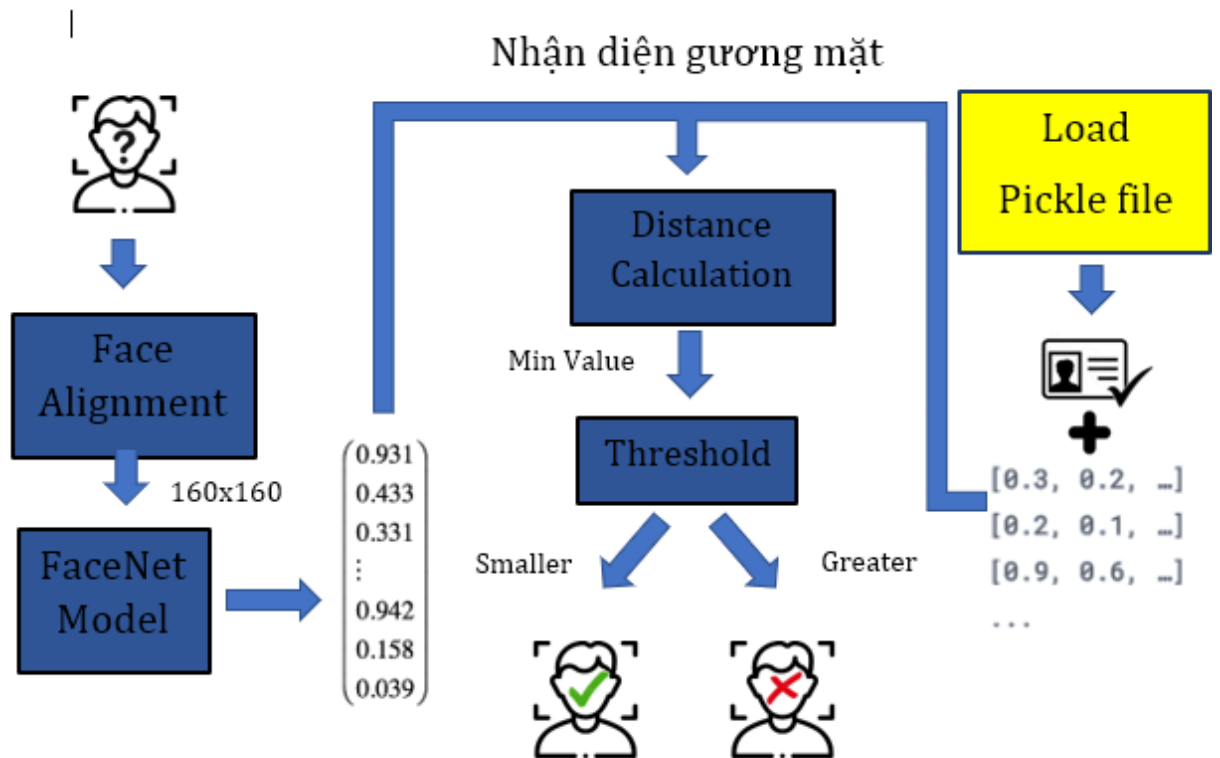 Nhận diện gương mặt
?
Face
Alignment
160x160
FaceNet
Model
0.931
0.433
0.331
⋮
0.942
0.158
0.039
Distance
Calculation
Min Value
Threshold
Smaller
Greater
Load
Pickle file
[0.3, 0.2, …]
[0.2, 0.1, …]
[0.9, 0.6, …]
...